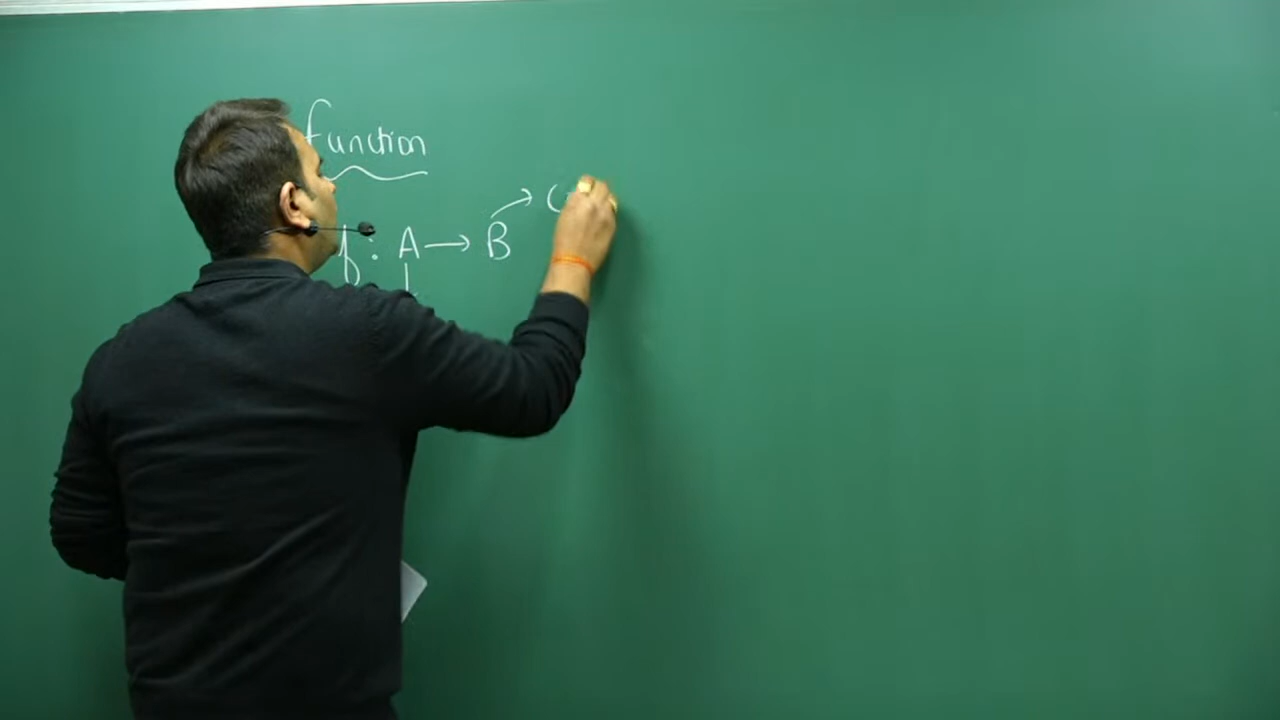 Function
f : A → B → C